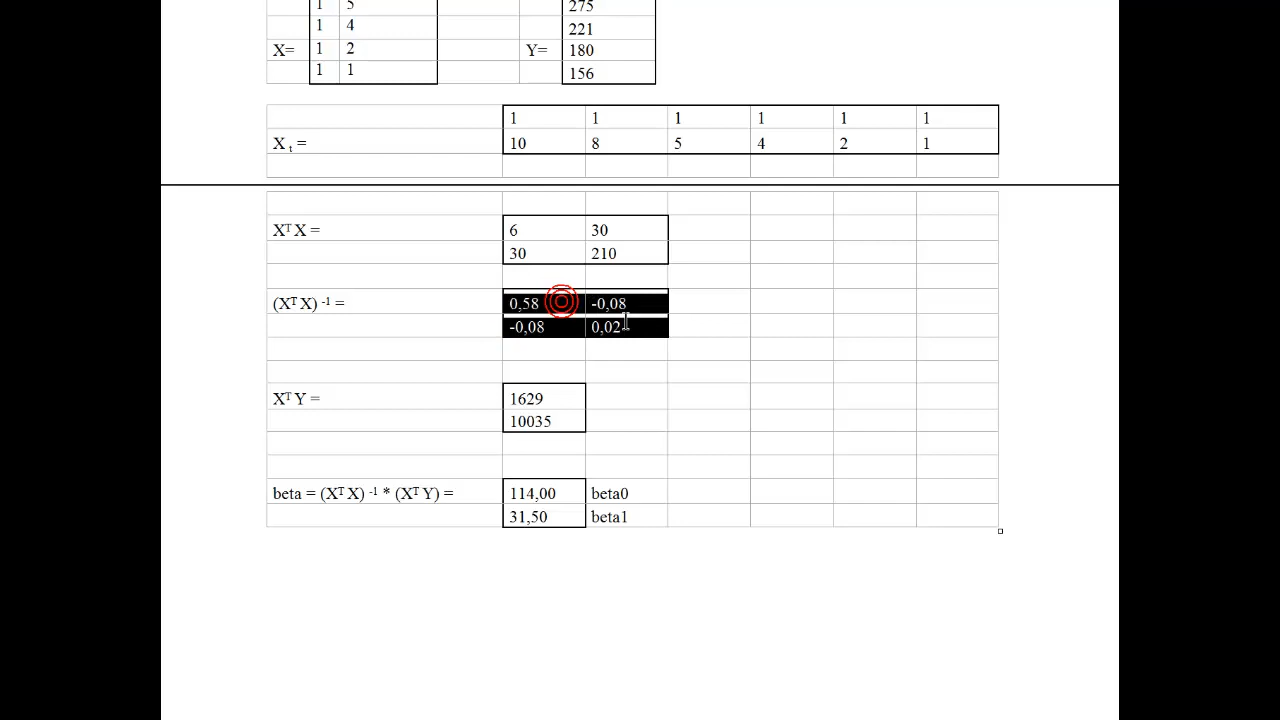 1 5 275
1 4 221
X= 1 2 Y= 180
1 1 156
1 1 1 1 1 1
X t = 10 8 5 4 2 1
XT X = 6 30
30 210
(XT X) -1 = 0,58 -0,08
-0,08 0,02
XT Y = 1629
10035
beta = (XT X) -1 * (XT Y) = 114,00 beta0
31,50 beta1